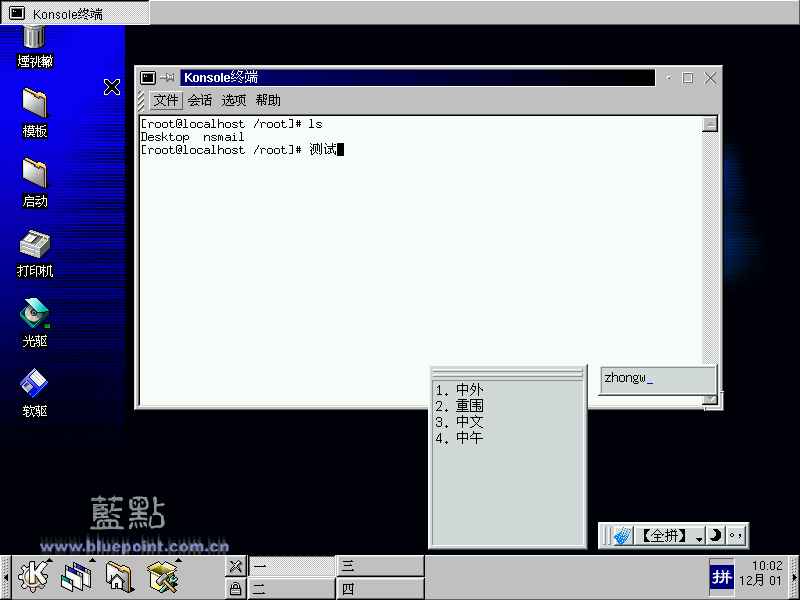 Konsole终端
模板
启动
打印机
光驱
软驱
Konsole终端
文件 会话 选项 帮助
[root@localhost /root]# ls
Desktop nsmail
[root@localhost /root]# 测试
zhongw_
1. 中外
2. 重围
3. 中文
4. 中午
藍點
www.bluepoint.com.cn
【全拼】
一 三
二 四
拼
10:02
12月 01